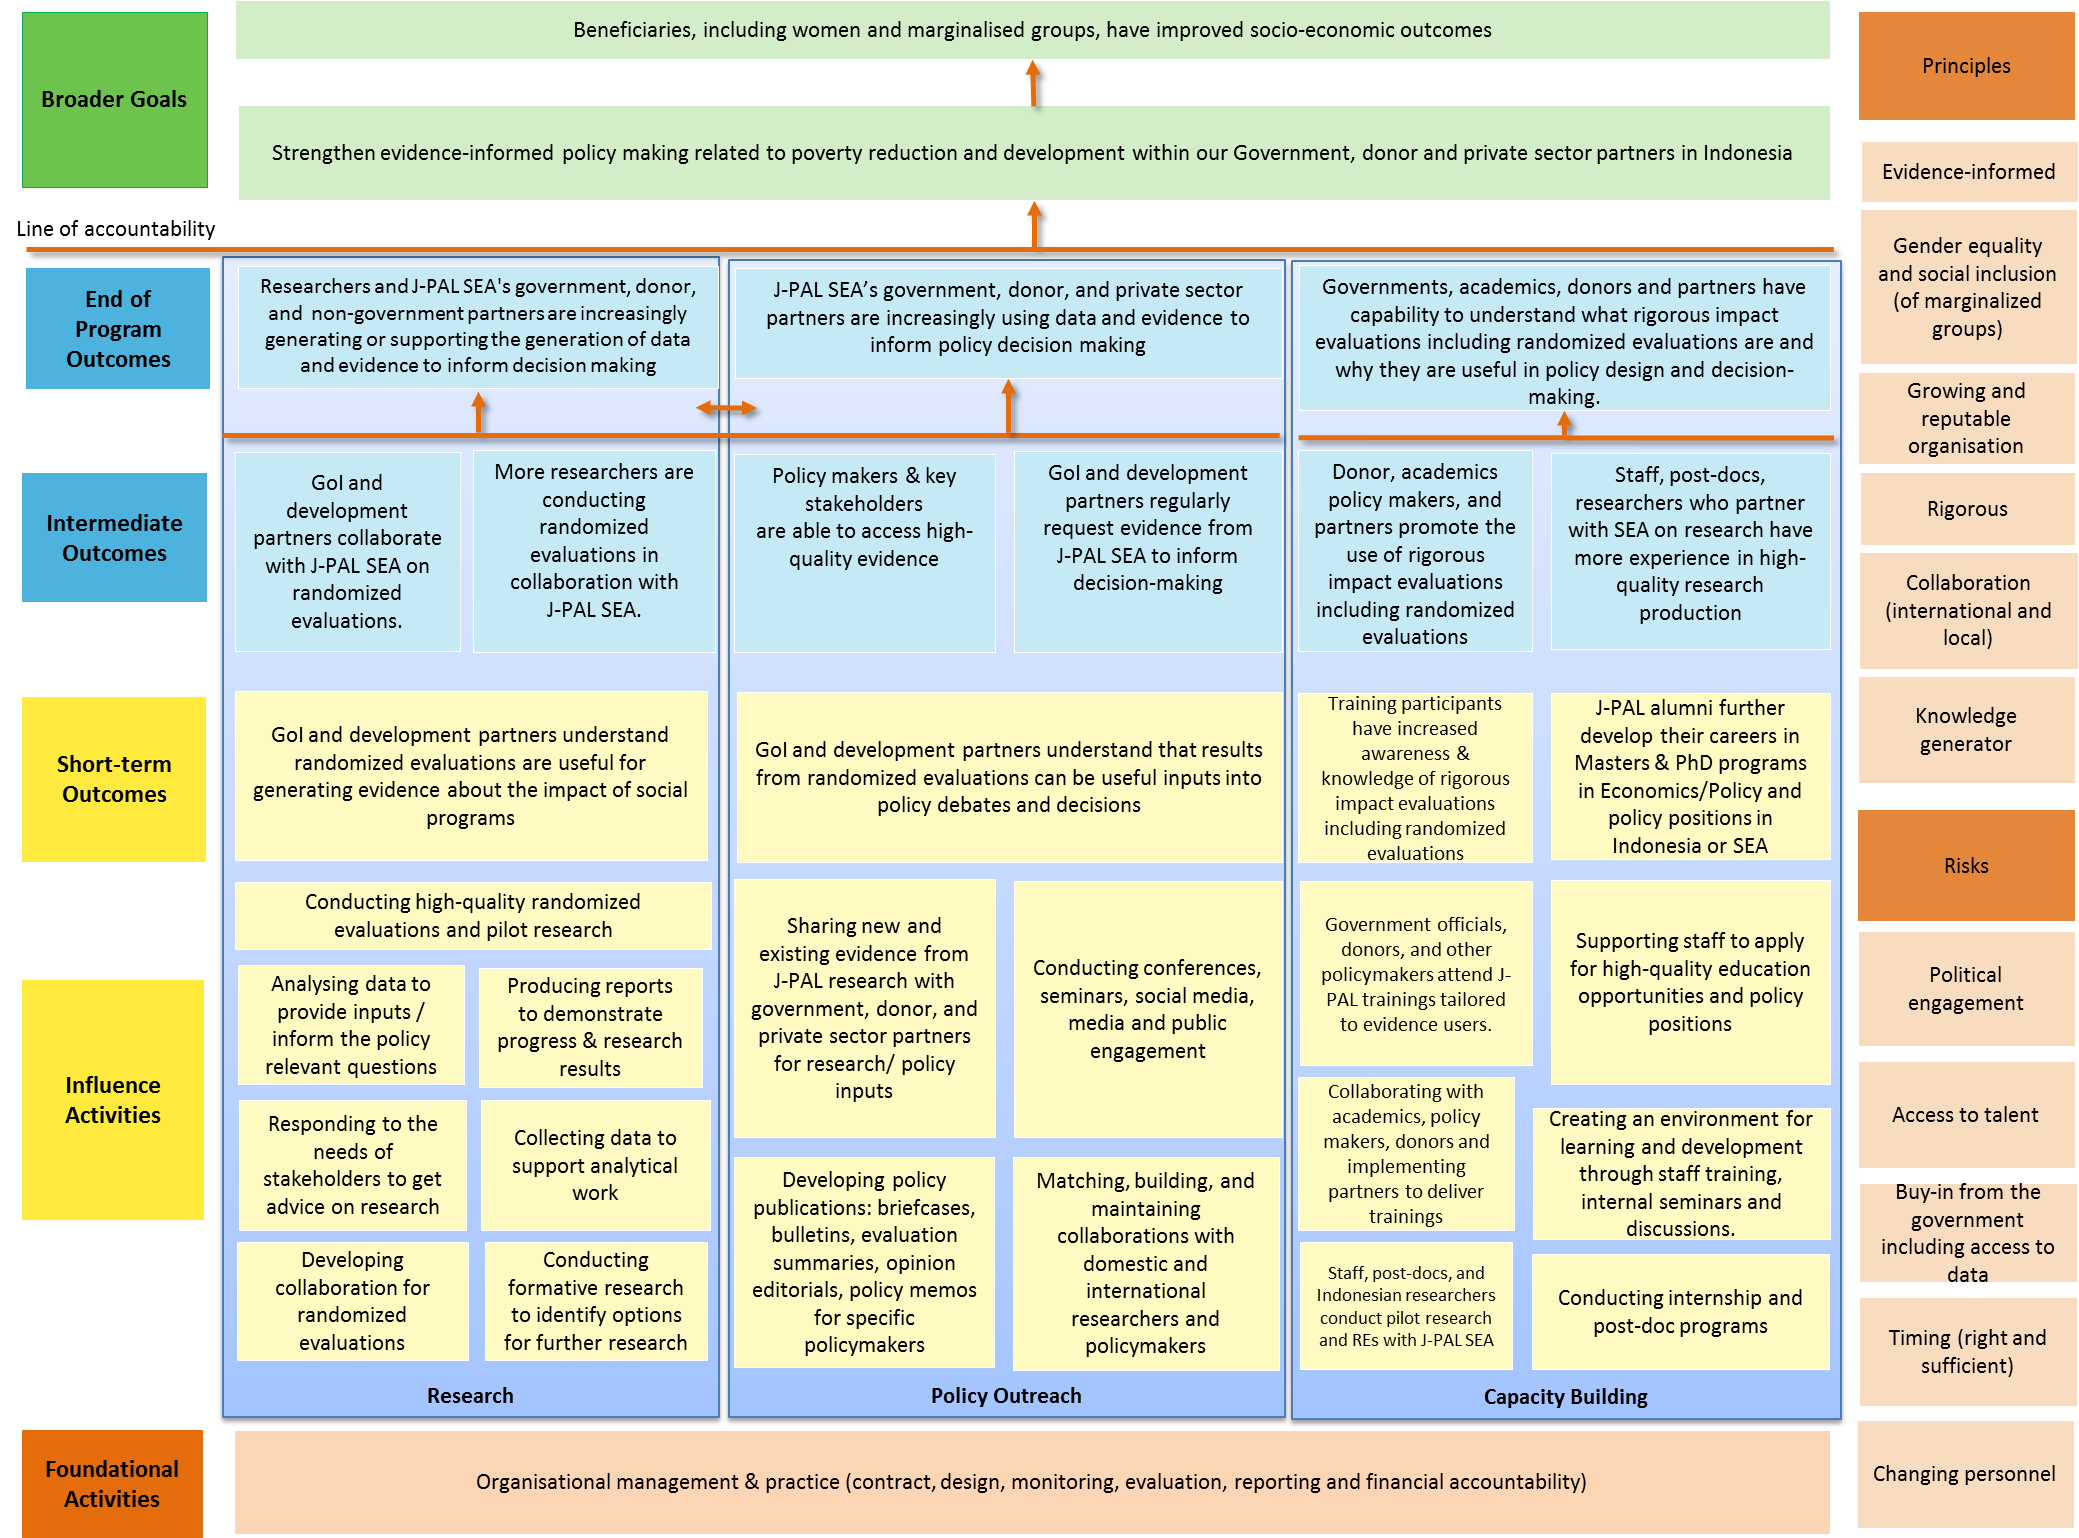 Broader Goals
Beneficiaries, including women and marginalised groups, have improved socio-economic outcomes
Strengthen evidence-informed policy making related to poverty reduction and development within our Government, donor and private sector partners in Indonesia
Line of accountability
End of
Program
Outcomes
Researchers and J-PAL SEA's government, donor,
and non-government partners are increasingly
generating or supporting the generation of data
and evidence to inform decision making
J-PAL SEA’s government, donor, and private sector
partners are increasingly using data and evidence to
inform policy decision making
Governments, academics, donors and partners have
capability to understand what rigorous impact
evaluations including randomized evaluations are and
why they are useful in policy design and decision-
making.
Intermediate
Outcomes
GoI and
development
partners collaborate
with J-PAL SEA on
randomized
evaluations.
More researchers are
conducting
randomized
evaluations in
collaboration with
J-PAL SEA.
Policy makers & key
stakeholders
are able to access high-
quality evidence
GoI and development
partners regularly
request evidence from
J-PAL SEA to inform
decision-making
Donor, academics
policy makers, and
partners promote the
use of rigorous
impact evaluations
including randomized
evaluations
Staff, post-docs,
researchers who partner
with SEA on research have
more experience in high-
quality research
production
Short-term
Outcomes
GoI and development partners understand
randomized evaluations are useful for
generating evidence about the impact of social
programs
GoI and development partners understand that results
from randomized evaluations can be useful inputs into
policy debates and decisions
Training participants
have increased
awareness &
knowledge of rigorous
impact evaluations
including randomized
evaluations
J-PAL alumni further
develop their careers in
Masters & PhD programs
in Economics/Policy and
policy positions in
Indonesia or SEA
Influence
Activities
Conducting high-quality randomized
evaluations and pilot research
Analysing data to
provide inputs /
inform the policy
relevant questions
Producing reports
to demonstrate
progress & research
results
Responding to the
needs of
stakeholders to get
advice on research
Collecting data to
support analytical
work
Developing
collaboration for
randomized
evaluations
Conducting
formative research
to identify options
for further research
Research
Sharing new and
existing evidence from
J-PAL research with
government, donor, and
private sector partners
for research/ policy
inputs
Conducting conferences,
seminars, social media,
media and public
engagement
Developing policy
publications: briefcases,
bulletins, evaluation
summaries, opinion
editorials, policy memos
for specific
policymakers
Matching, building, and
maintaining
collaborations with
domestic and
international
researchers and
policymakers
Policy Outreach
Government officials,
donors, and other
policymakers attend J-
PAL trainings tailored
to evidence users.
Supporting staff to apply
for high-quality education
opportunities and policy
positions
Collaborating with
academics, policy
makers, donors and
implementing
partners to deliver
trainings
Creating an environment for
learning and development
through staff training,
internal seminars and
discussions.
Staff, post-docs, and
Indonesian researchers
conduct pilot research
and REs with J-PAL SEA
Conducting internship and
post-doc programs
Capacity Building
Foundational
Activities
Organisational management & practice (contract, design, monitoring, evaluation, reporting and financial accountability)
Principles
Evidence-informed
Gender equality
and social inclusion
(of marginalized
groups)
Growing and
reputable
organisation
Rigorous
Collaboration
(international and
local)
Knowledge
generator
Risks
Political
engagement
Access to talent
Buy-in from the
government
including access to
data
Timing (right and
sufficient)
Changing personnel